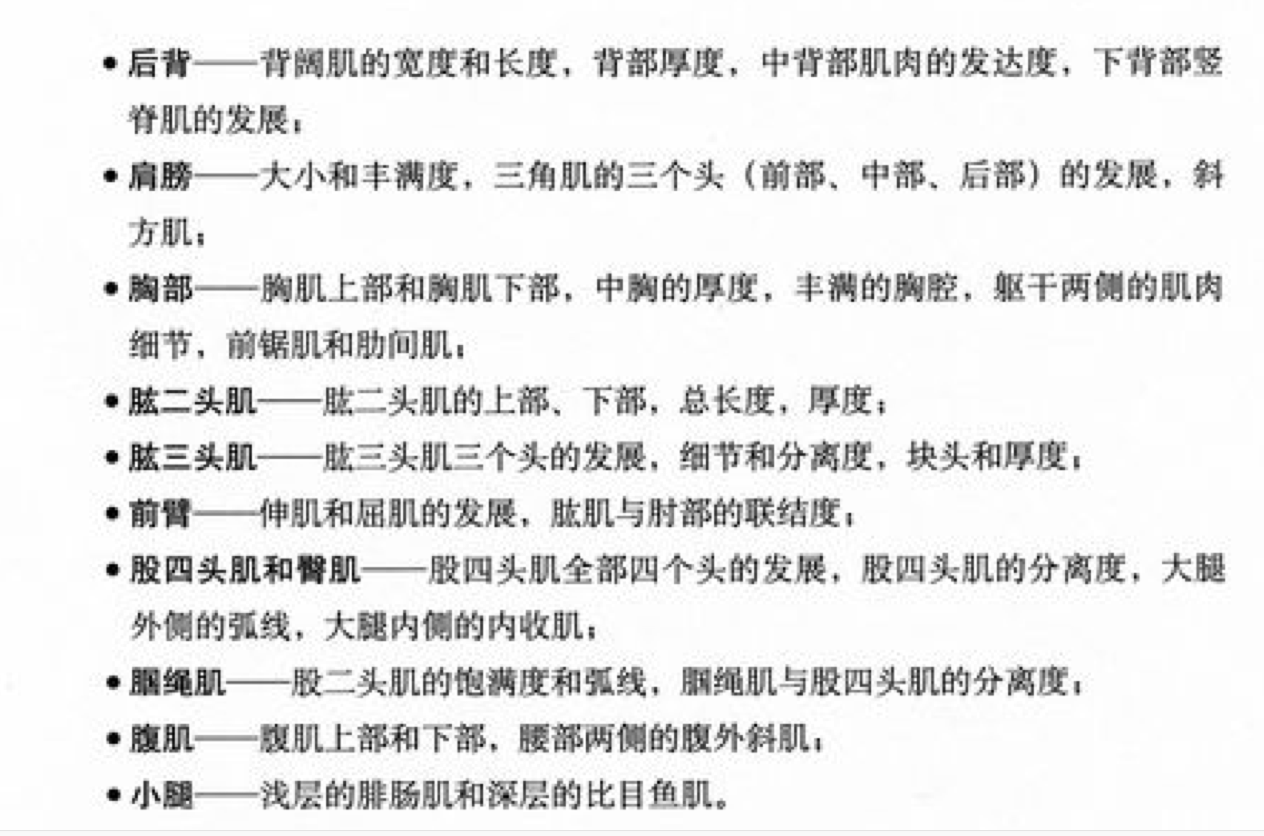 • 后背——背阔肌的宽度和长度，背部厚度，中背部肌肉的发达度，下背部竖
脊肌的发展；
• 肩膀——大小和丰满度，三角肌的三个头（前部、中部、后部）的发展，斜
方肌；
• 胸部——胸肌上部和胸肌下部，中胸的厚度，丰满的胸腔，躯干两侧的肌肉
细节，前锯肌和肋间肌；
• 肱二头肌——肱二头肌的上部、下部，总长度，厚度；
• 肱三头肌——肱三头肌三个头的发展，细节和分离度，块头和厚度；
• 前臂——伸肌和屈肌的发展，肱肌与肘部的联结度；
• 股四头肌和臀肌——股四头肌全部四个头的发展，股四头肌的分离度，大腿
外侧的弧线，大腿内侧的内收肌；
• 腘绳肌——股二头肌的饱满度和弧线，腘绳肌与股四头肌的分离度；
• 腹肌——腹肌上部和下部，腰部两侧的腹外斜肌；
• 小腿——浅层的腓肠肌和深层的比目鱼肌。